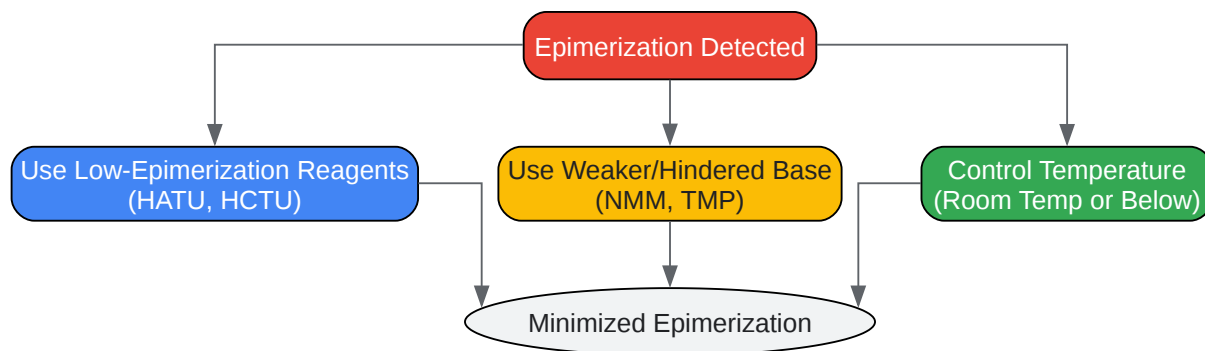 Epimerization Detected
Use Low-Epimerization Reagents
(HATU, HCTU)
Use Weaker/Hindered Base
(NMM, TMP)
Control Temperature
(Room Temp or Below)
Minimized Epimerization